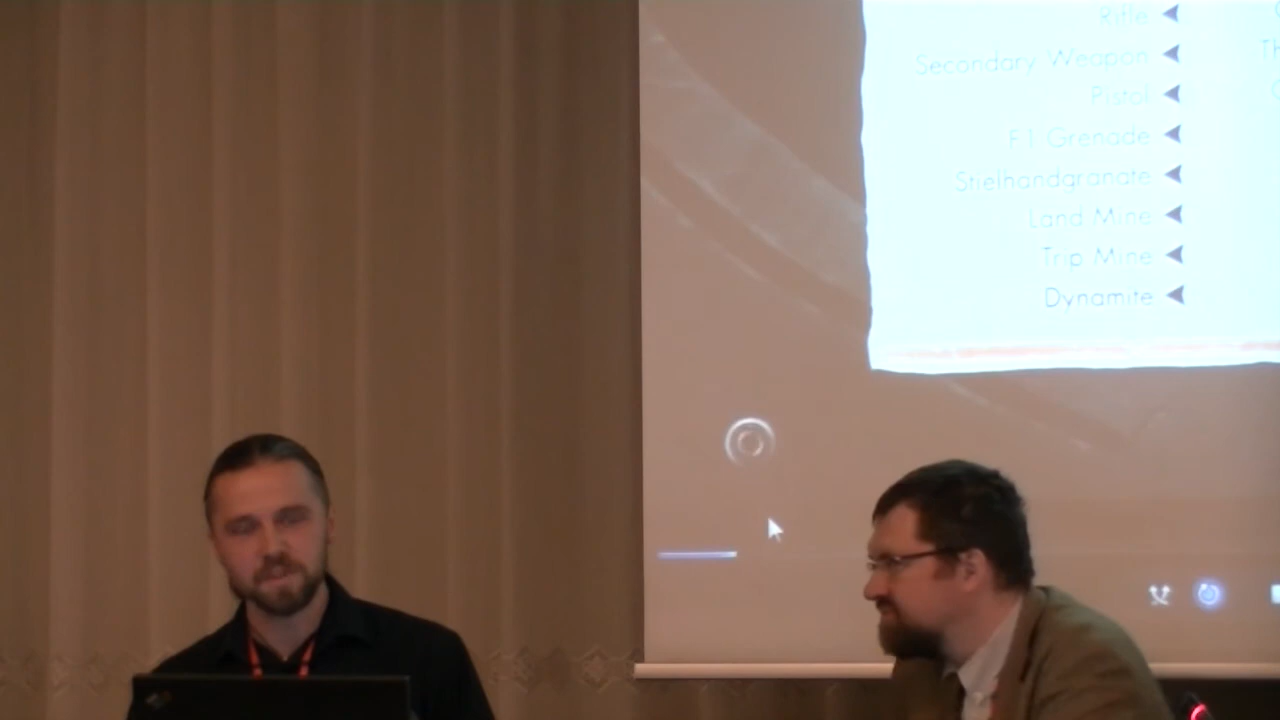 Rifle
Secondary Weapon
Pistol
F1 Grenade
Stielhandgranate
Land Mine
Trip Mine
Dynamite